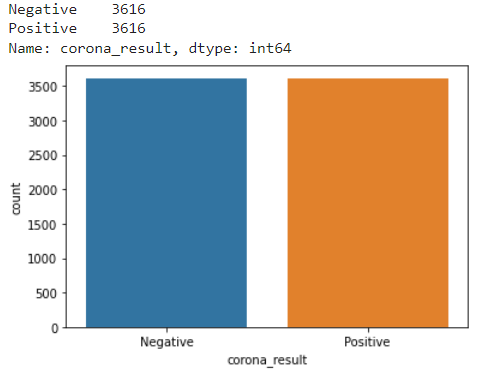 Negative    3616
Positive    3616
Name: corona_result, dtype: int64
3500
3000
2500
2000
1500
1000
500
0
count
Negative
Positive
corona_result